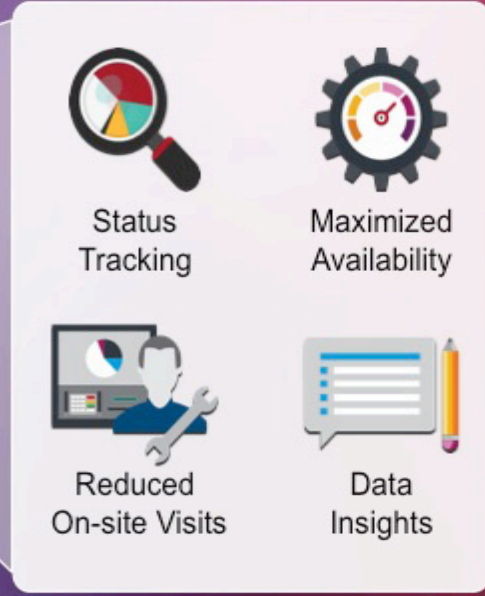 Status
Tracking
Maximized
Availability
Reduced
On-site Visits
Data
Insights